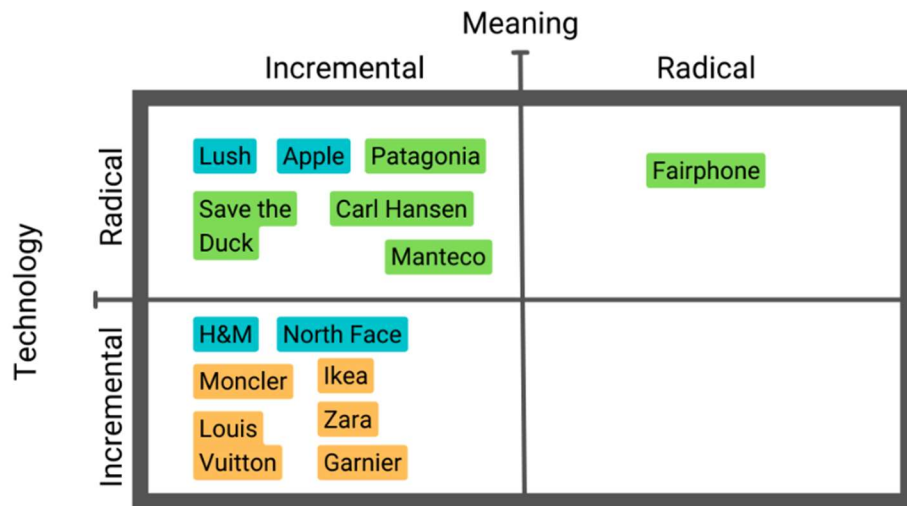 Meaning
Incremental
Radical
Technology
Radical
Incremental
Lush
Apple
Patagonia
Save the
Duck
Carl Hansen
Manteco
Fairphone
H&M
North Face
Moncler
Ikea
Louis
Vuitton
Zara
Garnier